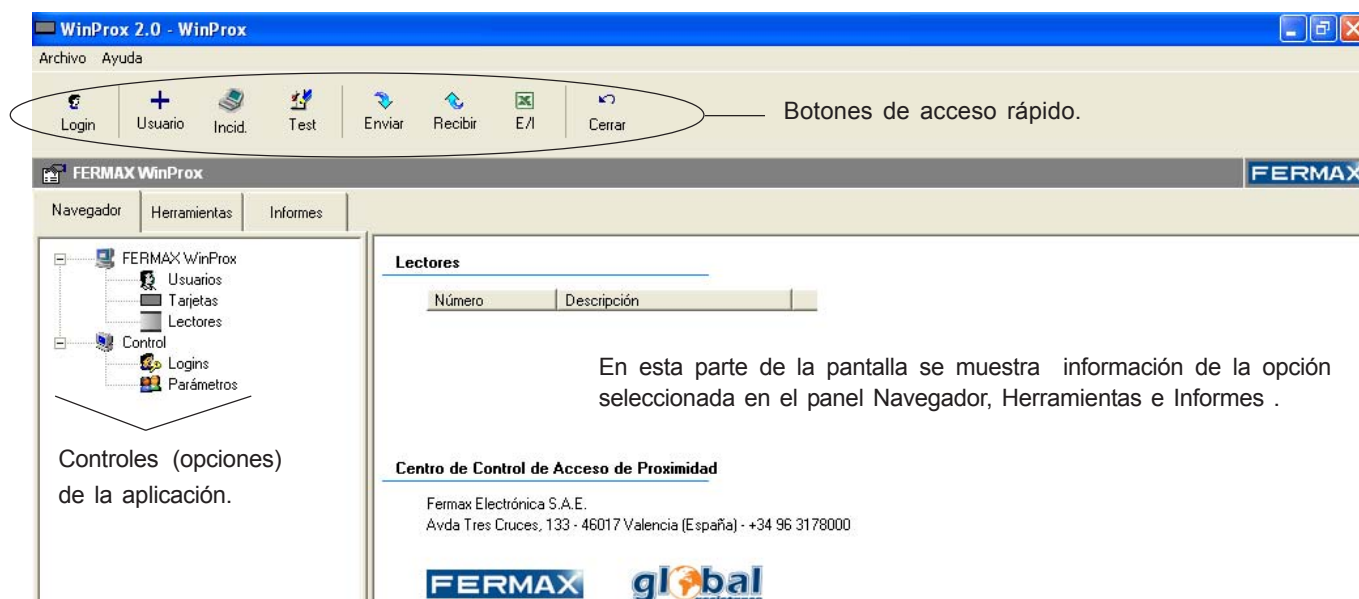 WinProx 2.0 - WinProx
Archivo Ayuda
Login Usuario Incid. Test Enviar Recibir E/I Cerrar
Botones de acceso rápido.
FERMAX WinProx
FERMAX
Navegador Herramientas Informes
FERMAX WinProx
Usuarios
Tarjetas
Lectores
Control
Logins
Parámetros
Controles (opciones)
de la aplicación.
Lectores
Número Descripción
En esta parte de la pantalla se muestra información de la opción
seleccionada en el panel Navegador, Herramientas e Informes .
Centro de Control de Acceso de Proximidad
Fermax Electrónica S.A.E.
Avda Tres Cruces, 133 - 46017 Valencia (España) - +34 96 3178000
FERMAX
global